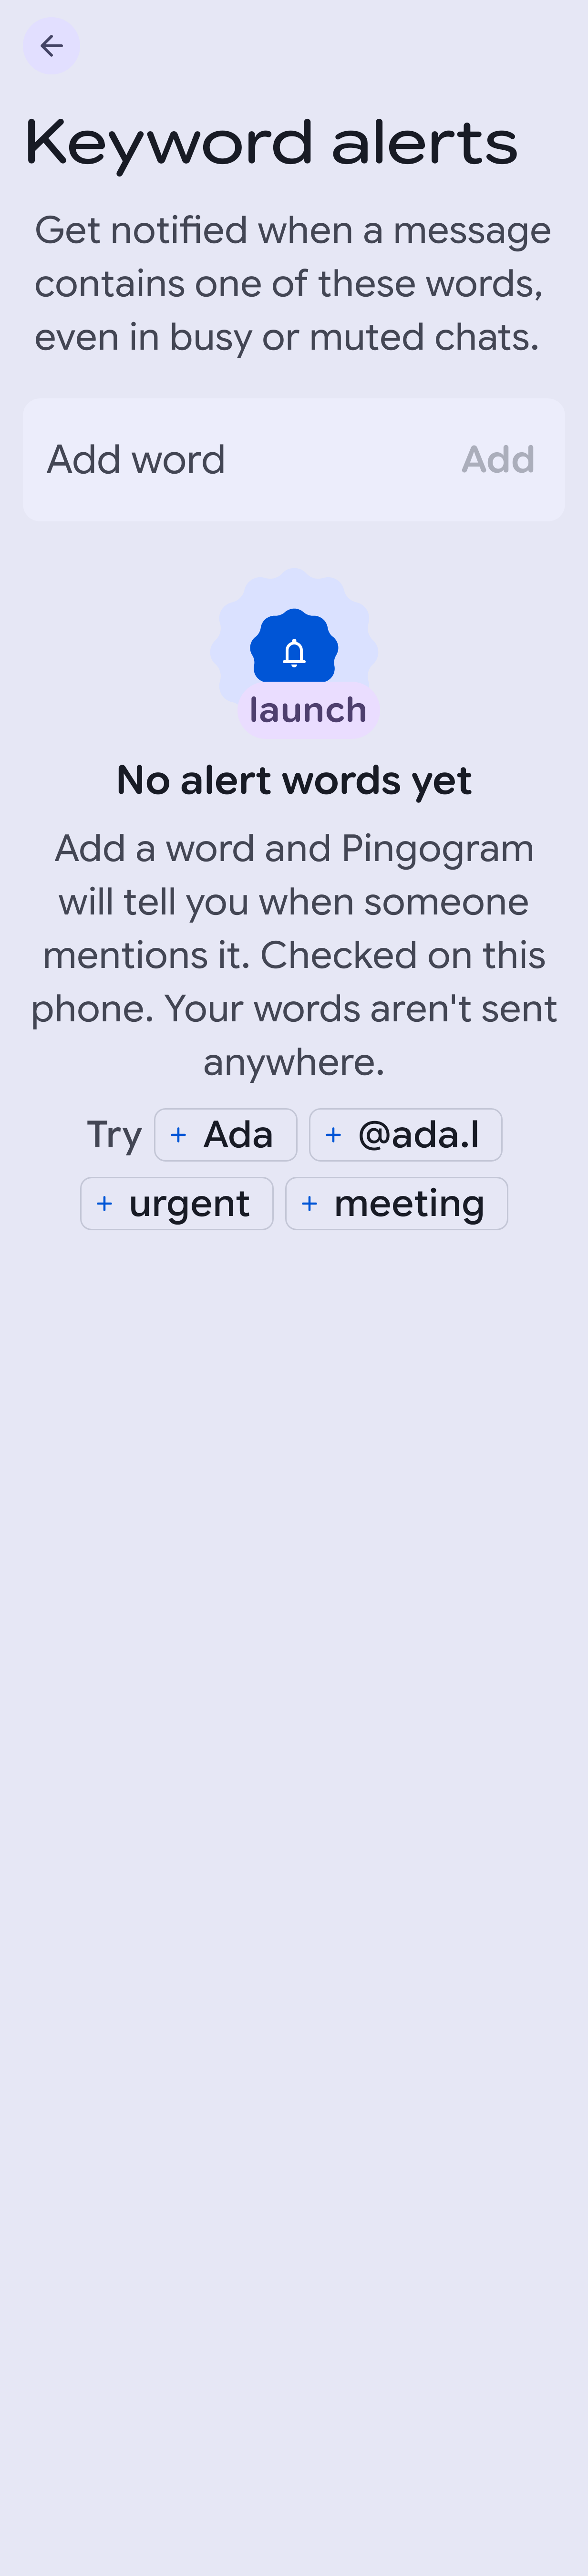 Keyword alerts
Get notified when a message
contains one of these words,
even in busy or muted chats.
Add word Add
launch
No alert words yet
Add a word and Pingogram
will tell you when someone
mentions it. Checked on this
phone. Your words aren't sent
anywhere.
Try + Ada + @ada.l
+ urgent + meeting